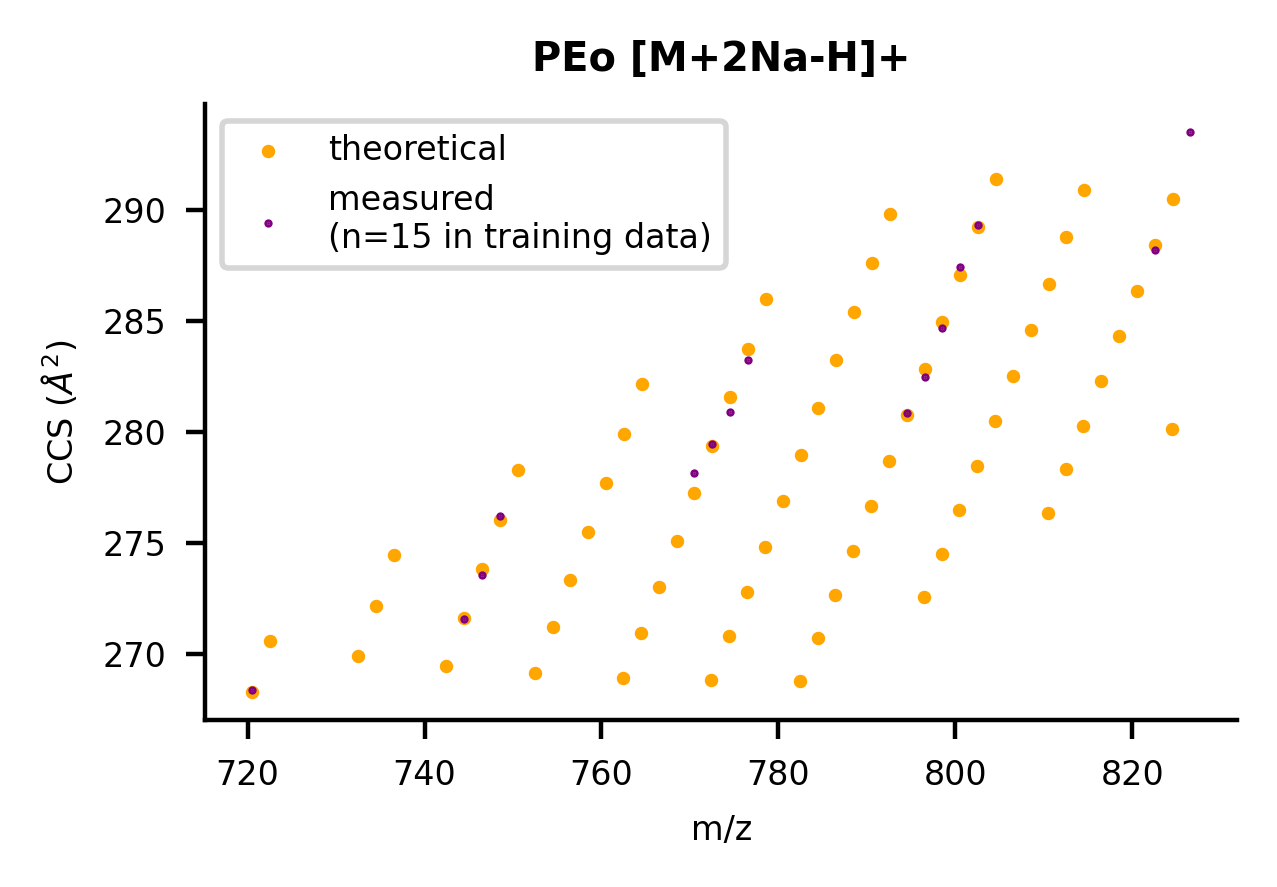 PEo [M+2Na-H]+
theoretical
measured
(n=15 in training data)
CCS (Å²)
290
285
280
275
270
720
740
760
780
800
820
m/z